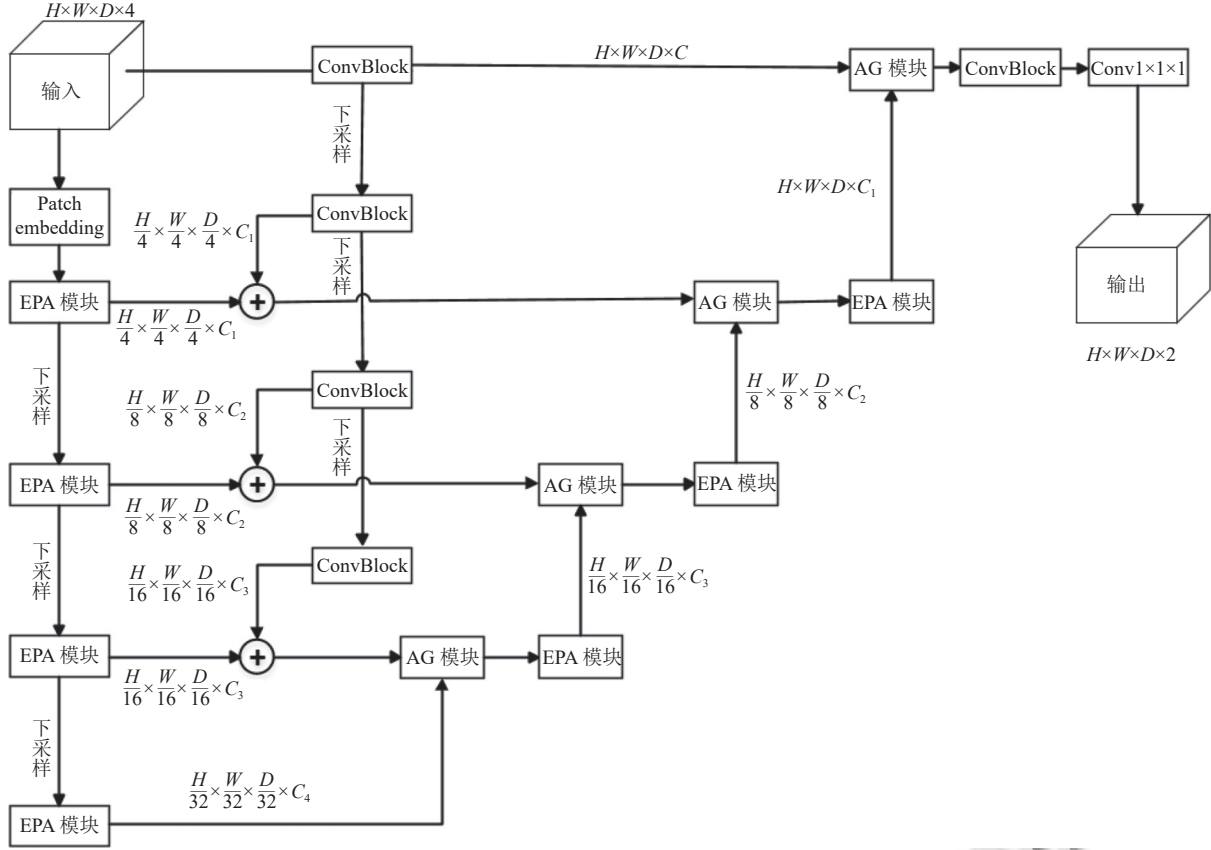 H×W×D×4
输入
ConvBlock
H×W×D×C
AG 模块
ConvBlock
Conv1×1×1
下采样
H×W×D×C₁
Patch
embedding
H/4×W/4×D/4×C₁
ConvBlock
下采样
输出
EPA 模块
H/4×W/4×D/4×C₁
AG 模块
EPA 模块
H×W×D×2
下采样
H/8×W/8×D/8×C₂
ConvBlock
下采样
H/8×W/8×D/8×C₂
EPA 模块
H/8×W/8×D/8×C₂
AG 模块
EPA 模块
下采样
H/16×W/16×D/16×C₃
ConvBlock
H/16×W/16×D/16×C₃
EPA 模块
H/16×W/16×D/16×C₃
AG 模块
EPA 模块
下采样
H/32×W/32×D/32×C₄
EPA 模块